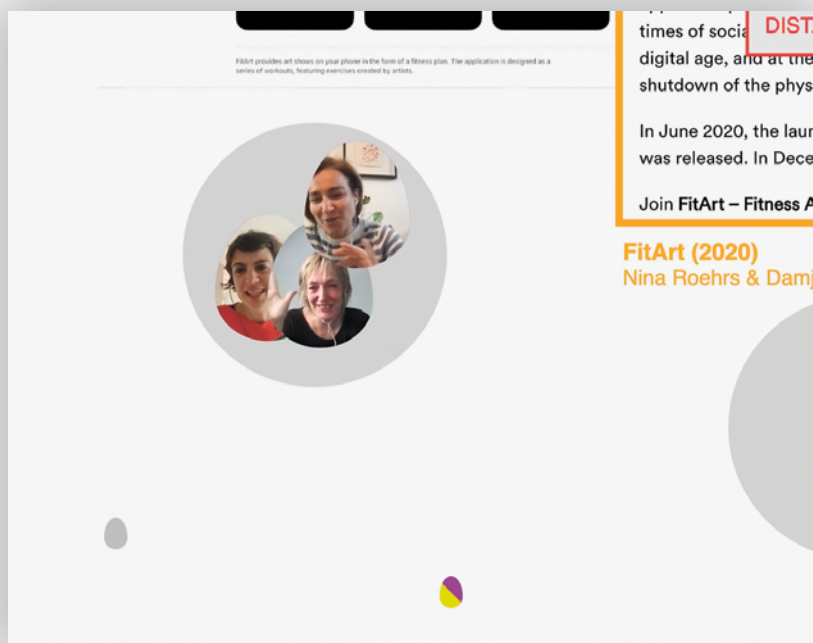 FitArt provides art shows on your phone in the form of a fitness plan. The application is designed as a
series of workouts, featuring exercises created by artists.
times of socia
DIST
digital age, and at the
shutdown of the phys
In June 2020, the laun
was released. In Dece
Join FitArt – Fitness A
FitArt (2020)
Nina Roehrs & Damj